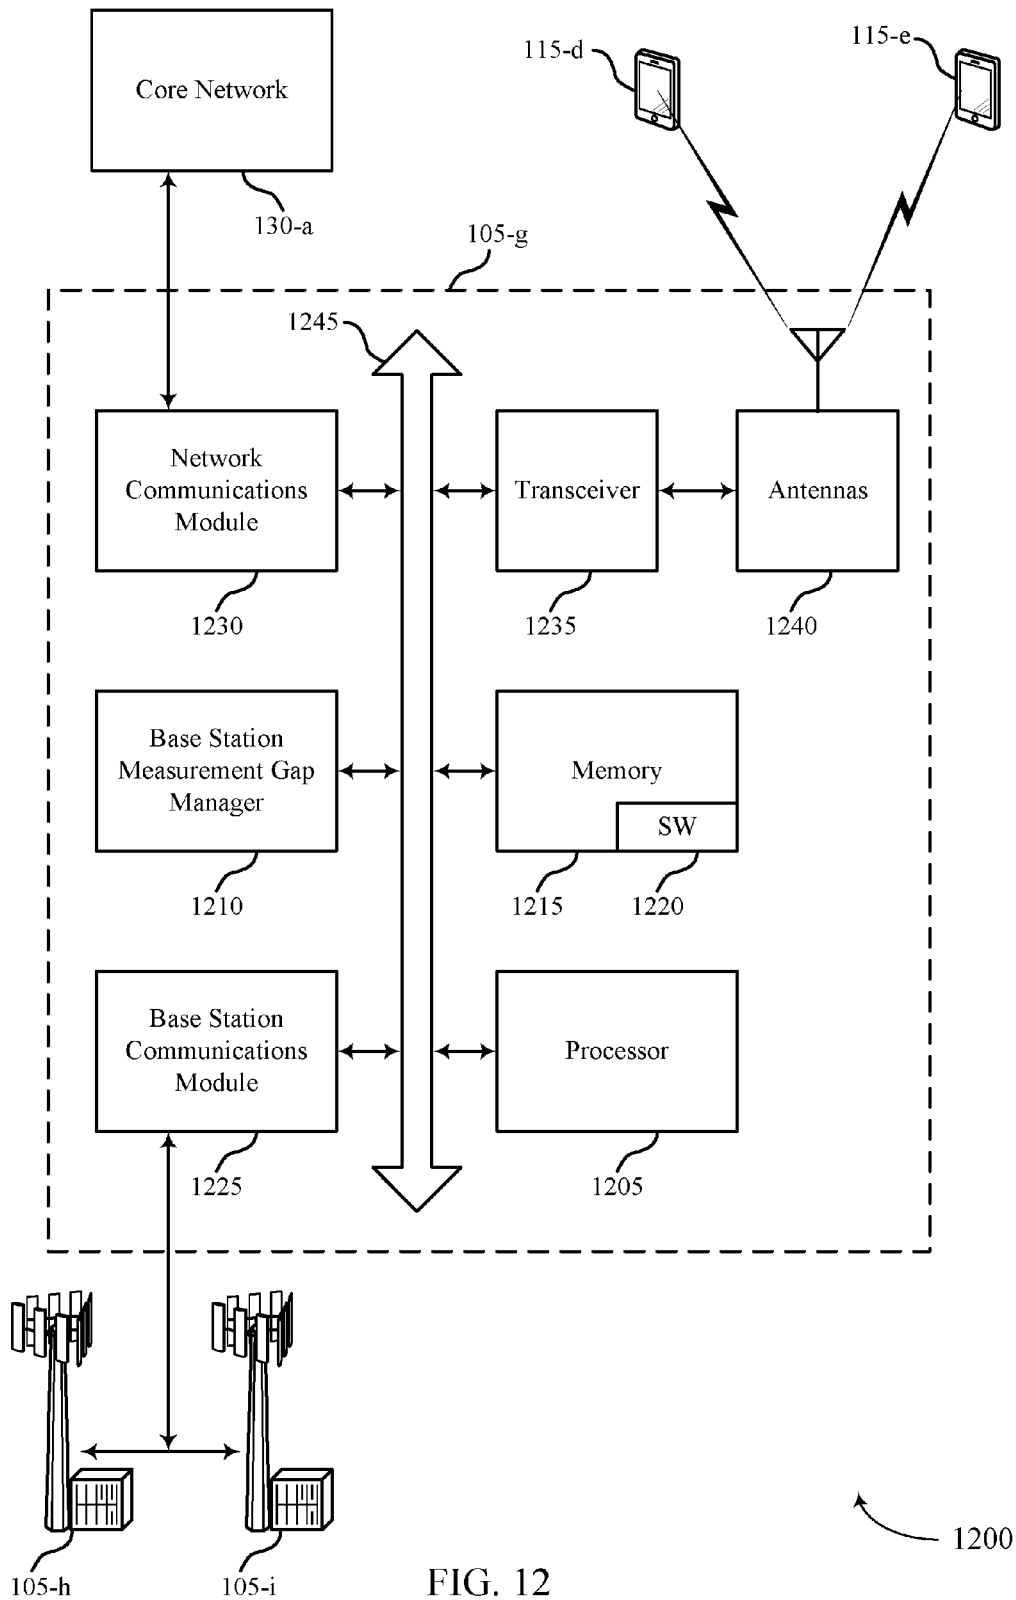 115-d
115-e
Core Network
130-a
105-g
1245
Network
Communications
Module
Transceiver
Antennas
1230
1235
1240
Base Station
Measurement Gap
Manager
Memory
SW
1210
1215
1220
Base Station
Communications
Module
Processor
1225
1205
1200
105-h
105-i
FIG. 12